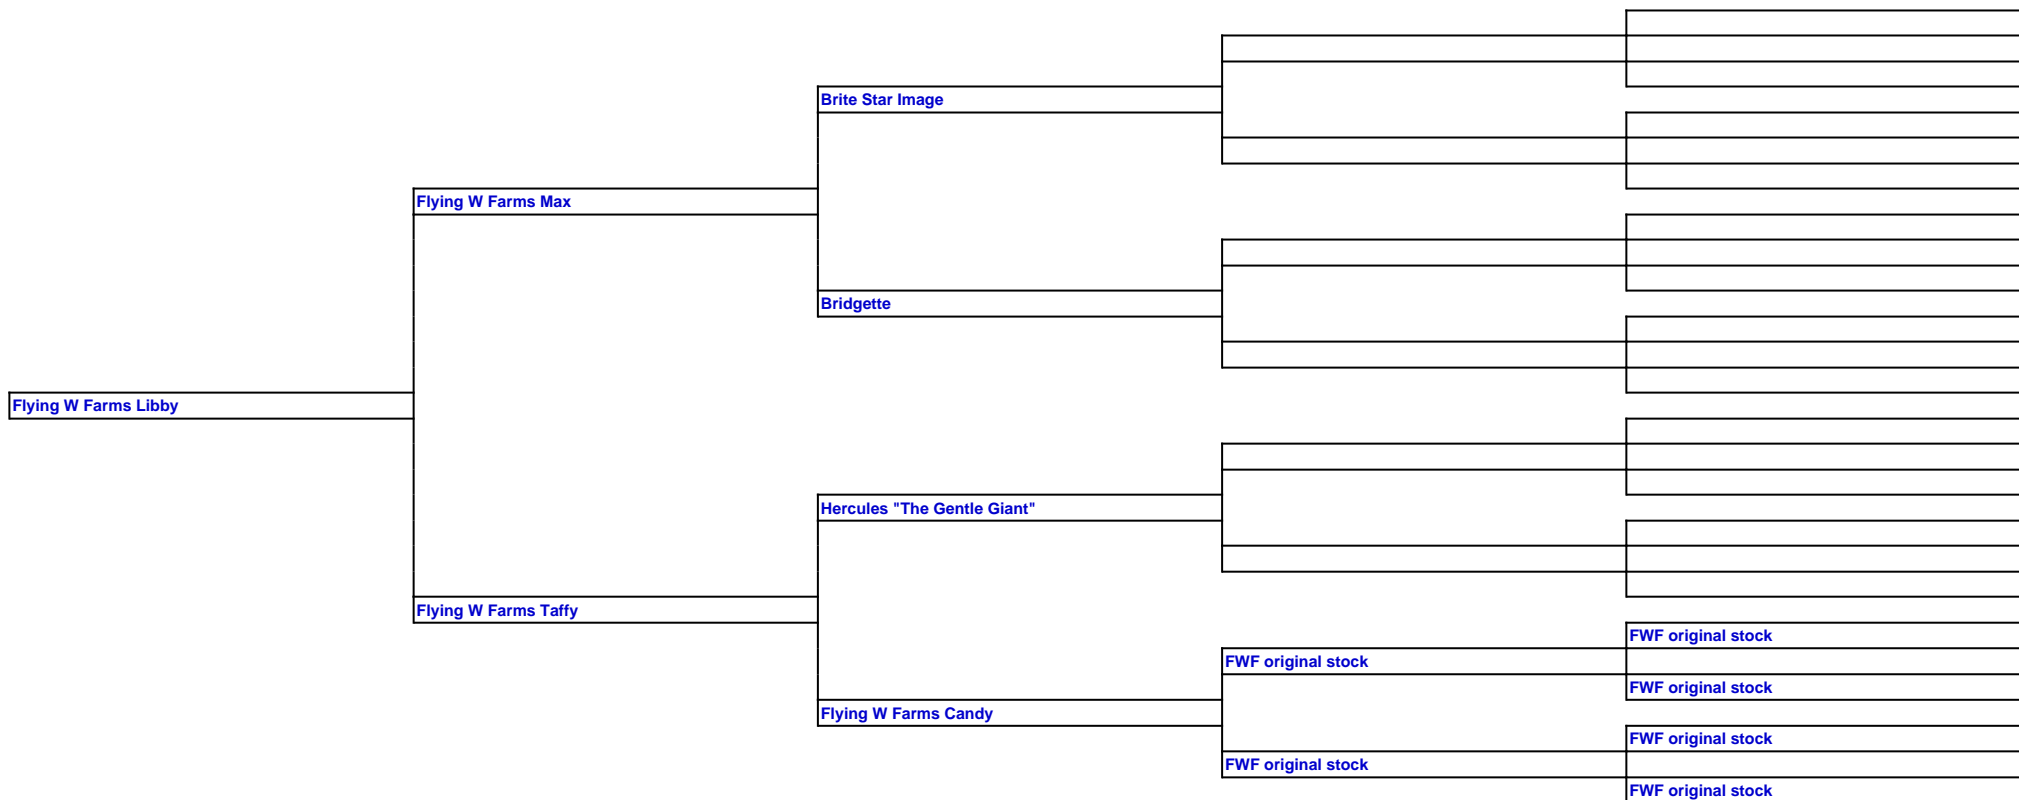 Brite Star Image
Flying W Farms Max
Bridgette
Flying W Farms Libby
Hercules "The Gentle Giant"
Flying W Farms Taffy
FWF original stock
FWF original stock
FWF original stock
Flying W Farms Candy
FWF original stock
FWF original stock
FWF original stock